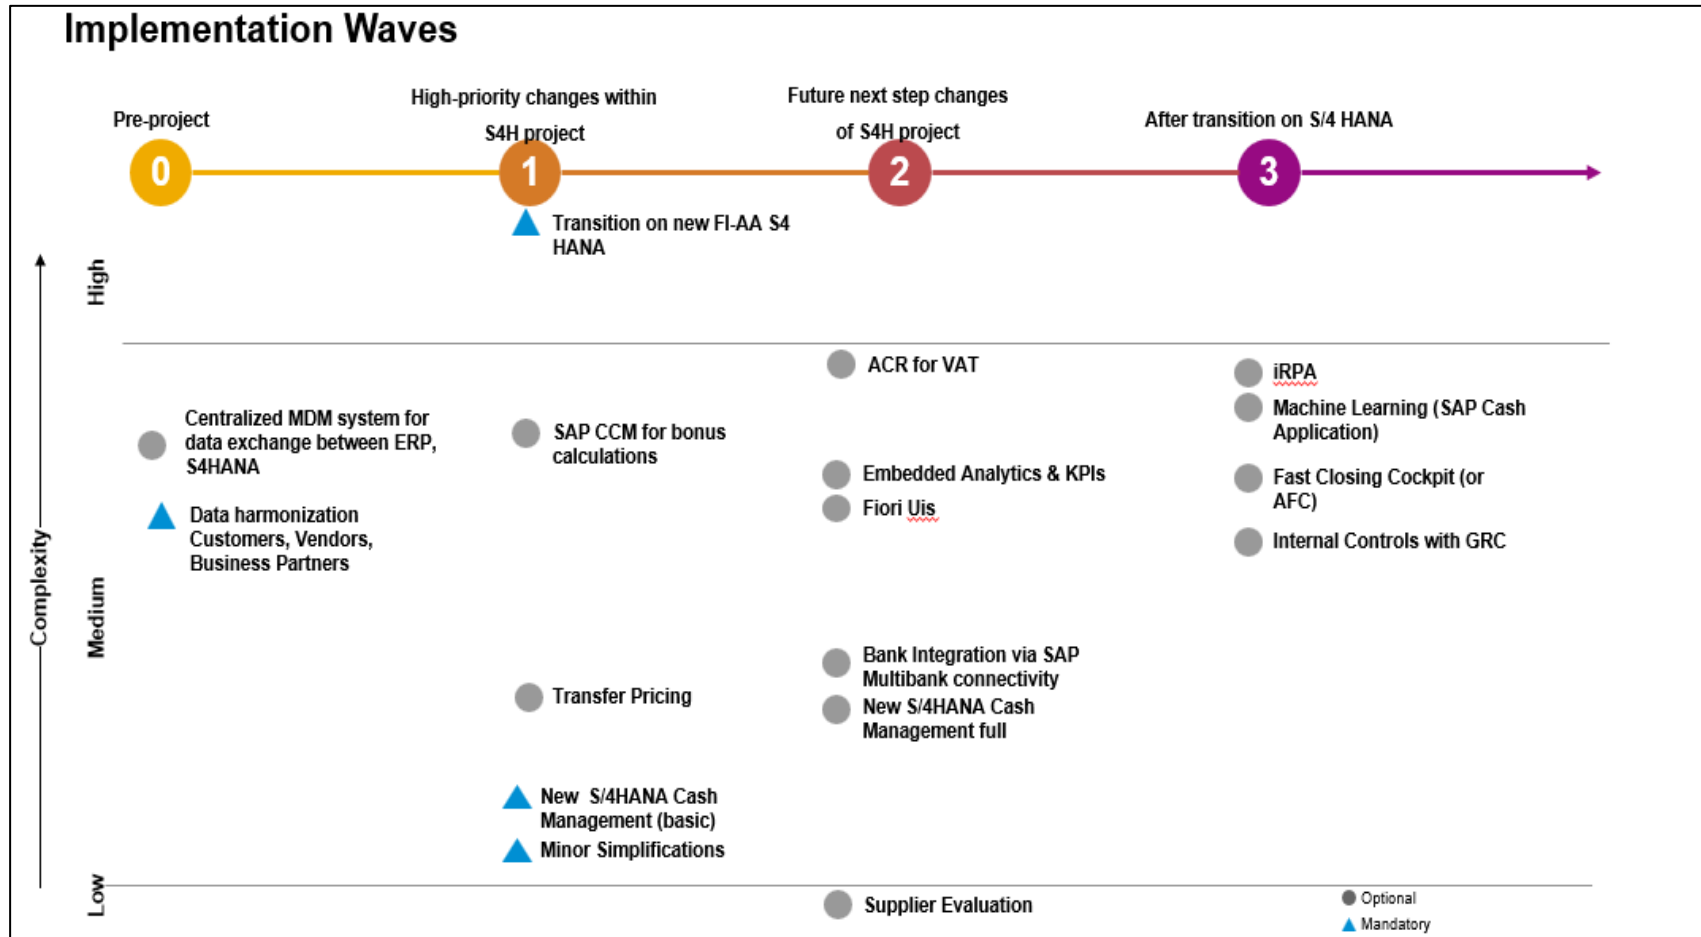 Implementation Waves
Pre-project
High-priority changes within
S4H project
Future next step changes
of S4H project
After transition on S/4 HANA
0
1
2
3
Transition on new FI-AA S4
HANA
High
Centralized MDM system for
data exchange between ERP,
S4HANA
Data harmonization
Customers, Vendors,
Business Partners
SAP CCM for bonus
calculations
Transfer Pricing
New S/4HANA Cash
Management (basic)
Minor Simplifications
ACR for VAT
Embedded Analytics & KPIs
Fiori Uis
Bank Integration via SAP
Multibank connectivity
New S/4HANA Cash
Management full
Supplier Evaluation
iRPA
Machine Learning (SAP Cash
Application)
Fast Closing Cockpit (or
AFC)
Internal Controls with GRC
Complexity
Medium
Low
Optional
Mandatory